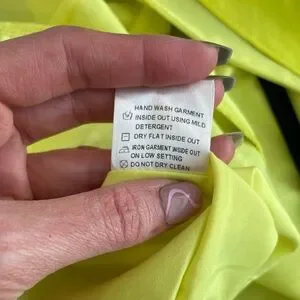 HAND WASH GARMENT
INSIDE OUT USING MILD
DETERGENT
DRY FLAT INSIDE OUT
IRON GARMENT INSIDE OUT
ON LOW SETTING
DO NOT DRY CLEAN